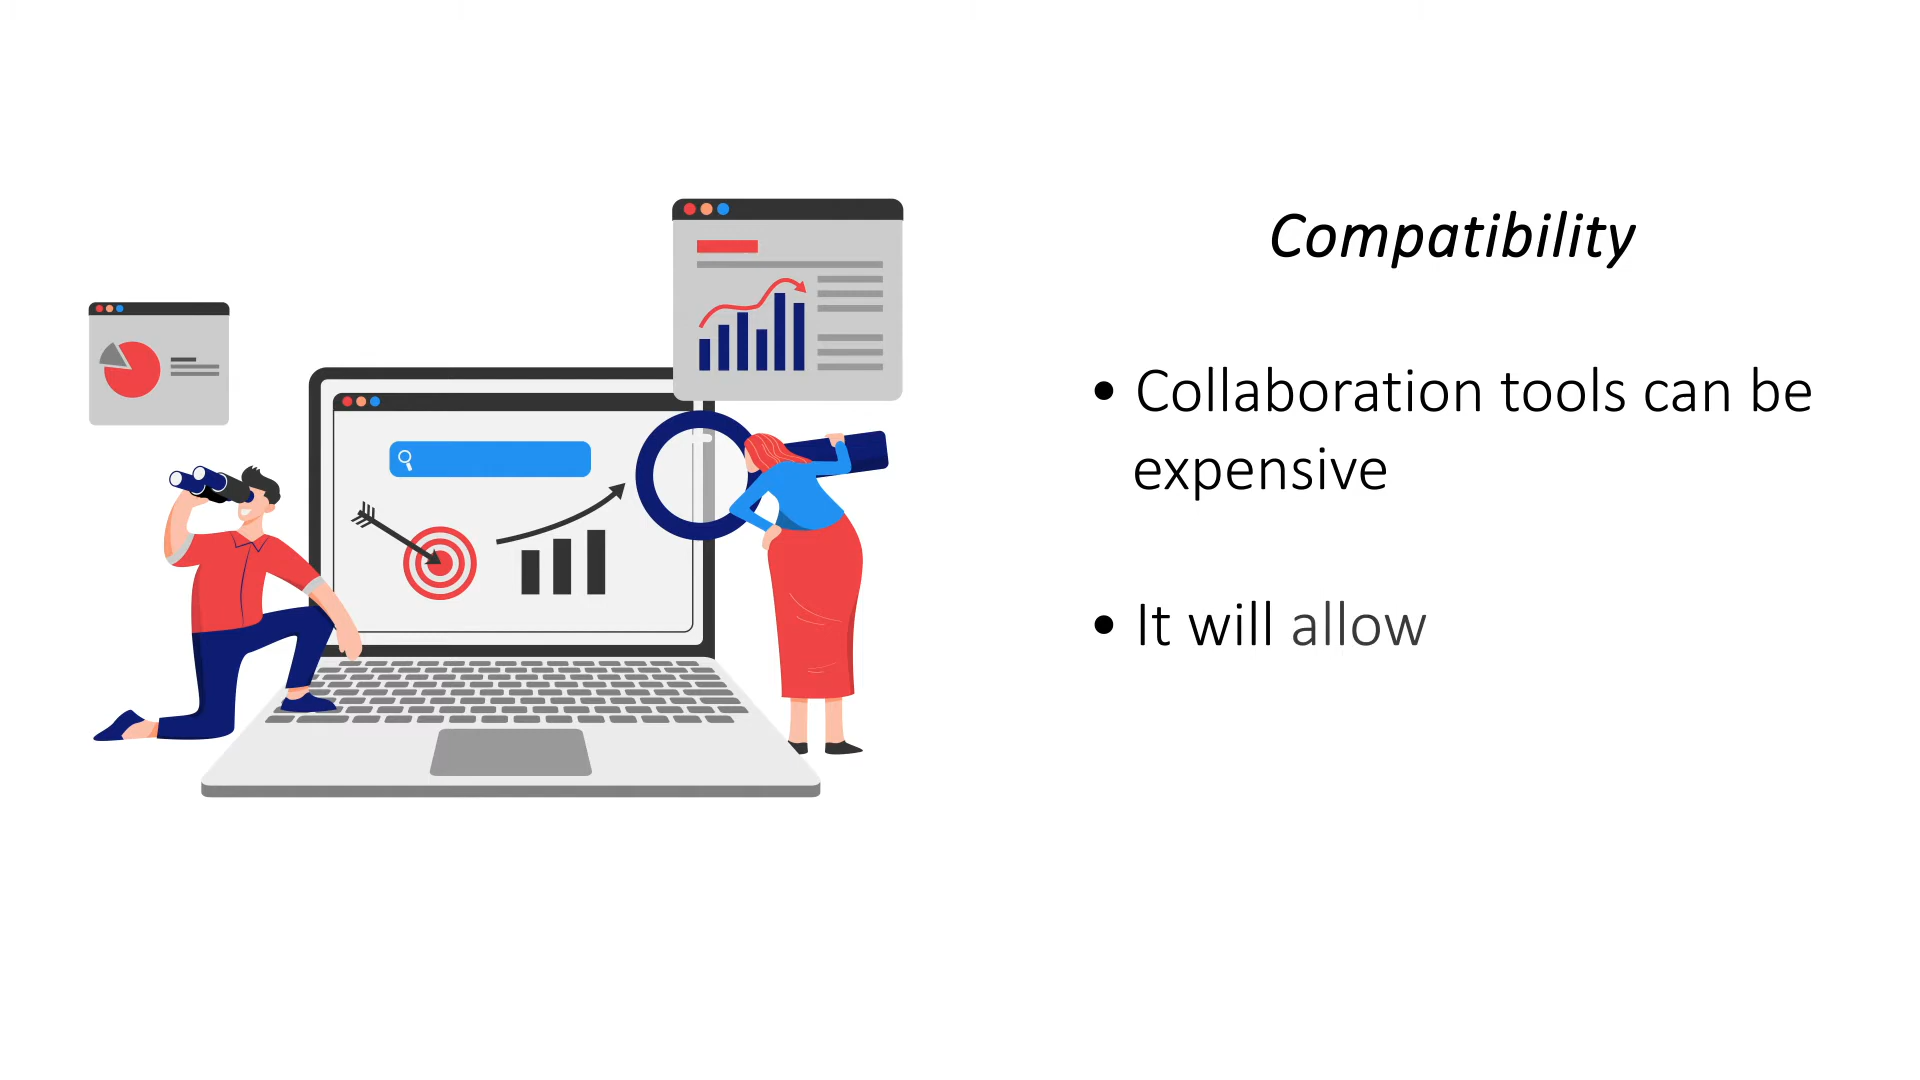 Compatibility
• Collaboration tools can be
expensive
• It will allow